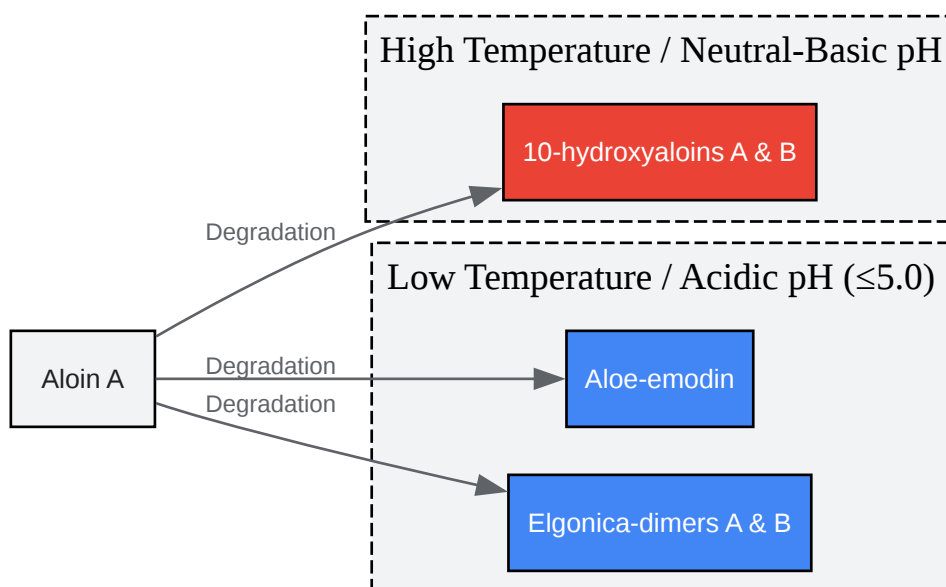 High Temperature / Neutral-Basic pH
10-hydroxyaloins A & B
Degradation
Low Temperature / Acidic pH (≤5.0)
Aloin A
Degradation
Aloe-emodin
Degradation
Elgonica-dimers A & B